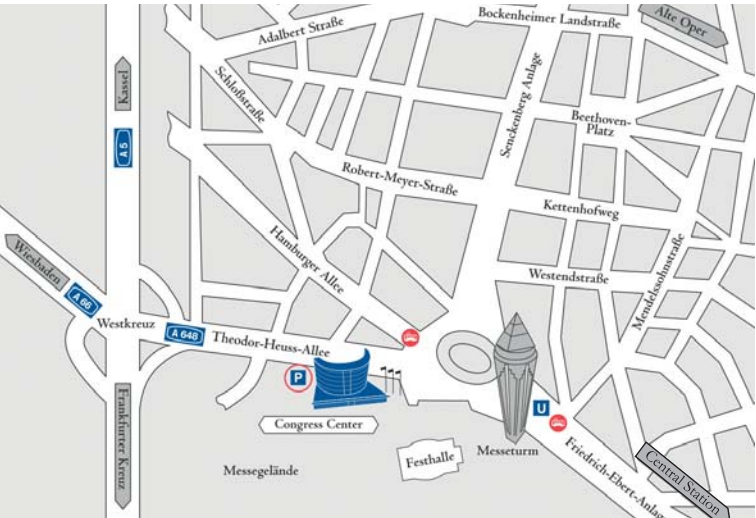 Bockenheimer Landstraße
Alte Oper
Adalbert Straße
Kassel
Schloßstraße
Senckenberg Anlage
A 5
Beethoven-
Platz
Robert-Meyer-Straße
Kettenhofweg
Hamburger Allee
Mendelssohnstraße
Wiesbaden
Westendstraße
A 66
Westkreuz
A 648
Theodor-Heuss-Allee
P
Frankfurter Kreuz
U
Congress Center
Festhalle
Messeturm
Messegelände
Friedrich-Ebert-Anlage
Central Station